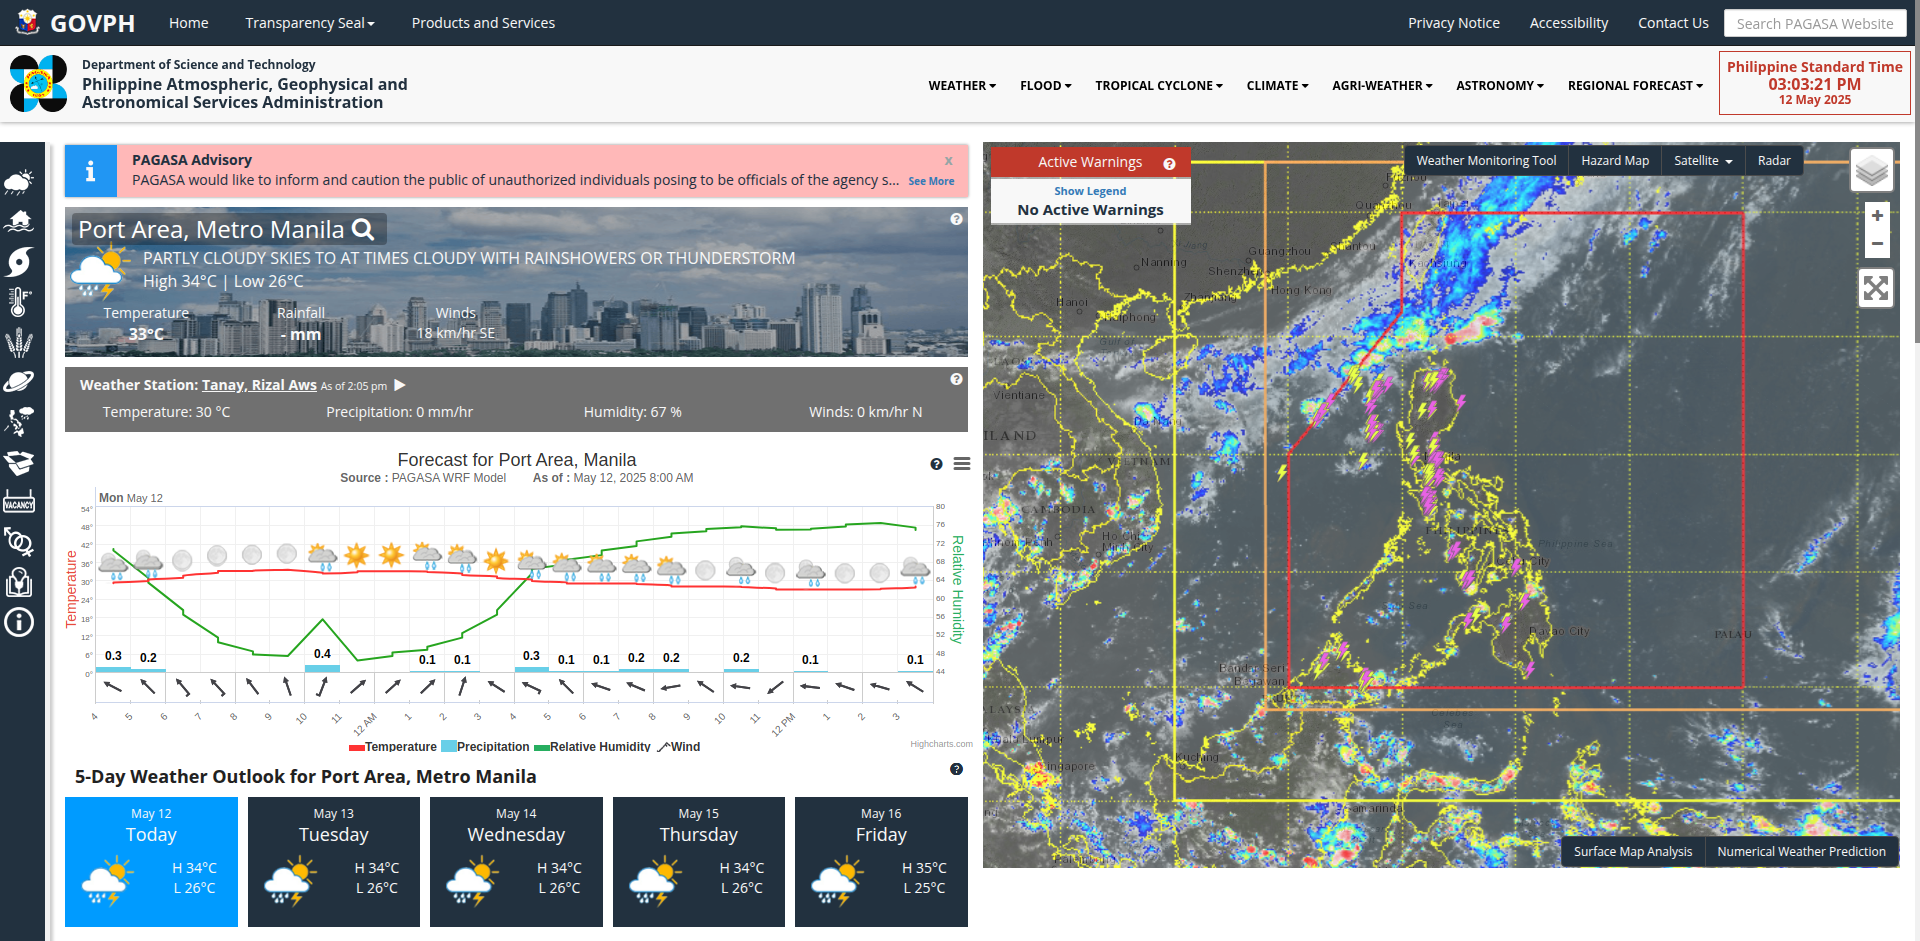 GOVPH Home Transparency Seal Products and Services Privacy Notice Accessibility Contact Us Search PAGASA Website
Department of Science and Technology
Philippine Atmospheric, Geophysical and
Astronomical Services Administration
WEATHER FLOOD TROPICAL CYCLONE CLIMATE AGRI-WEATHER ASTRONOMY REGIONAL FORECAST
Philippine Standard Time
03:03:21 PM
12 May 2025
PAGASA Advisory x
PAGASA would like to inform and caution the public of unauthorized individuals posing to be officials of the agency s... See More
Port Area, Metro Manila
PARTLY CLOUDY SKIES TO AT TIMES CLOUDY WITH RAINSHOWERS OR THUNDERSTORM
High 34°C | Low 26°C
Temperature Rainfall Winds
33°C - mm 18 km/hr SE
Weather Station: Tanay, Rizal Aws As of 2:05 pm
Temperature: 30 °C Precipitation: 0 mm/hr Humidity: 67 % Winds: 0 km/hr N
Forecast for Port Area, Manila
Source : PAGASA WRF Model As of : May 12, 2025 8:00 AM
Mon May 12
Temperature
54°
48°
42°
36°
30°
24°
18°
12°
6°
0°
80
76
72
68
64
60
56
52
48
44
Relative Humidity
0.3 0.2 0.4 0.1 0.1 0.3 0.1 0.1 0.2 0.2 0.2 0.1 0.1
4 5 6 7 8 9 10 11 12 AM 1 2 3 4 5 6 7 8 9 10 11 12 PM 1 2 3
Temperature Precipitation Relative Humidity Wind
Highcharts.com
5-Day Weather Outlook for Port Area, Metro Manila
May 12
Today
H 34°C
L 26°C
May 13
Tuesday
H 34°C
L 26°C
May 14
Wednesday
H 34°C
L 26°C
May 15
Thursday
H 34°C
L 26°C
May 16
Friday
H 35°C
L 25°C
VACANCY
Active Warnings
Show Legend
No Active Warnings
Weather Monitoring Tool Hazard Map Satellite Radar
+
−
Guangzhou
Nanning
Shenzhen
Hong Kong
Hanoi
Vientiane
VIETNAM
CAMBODIA
Ho Chi
Minh City
Philippine Sea
Davao City
PALAU
Kuching
Surface Map Analysis Numerical Weather Prediction